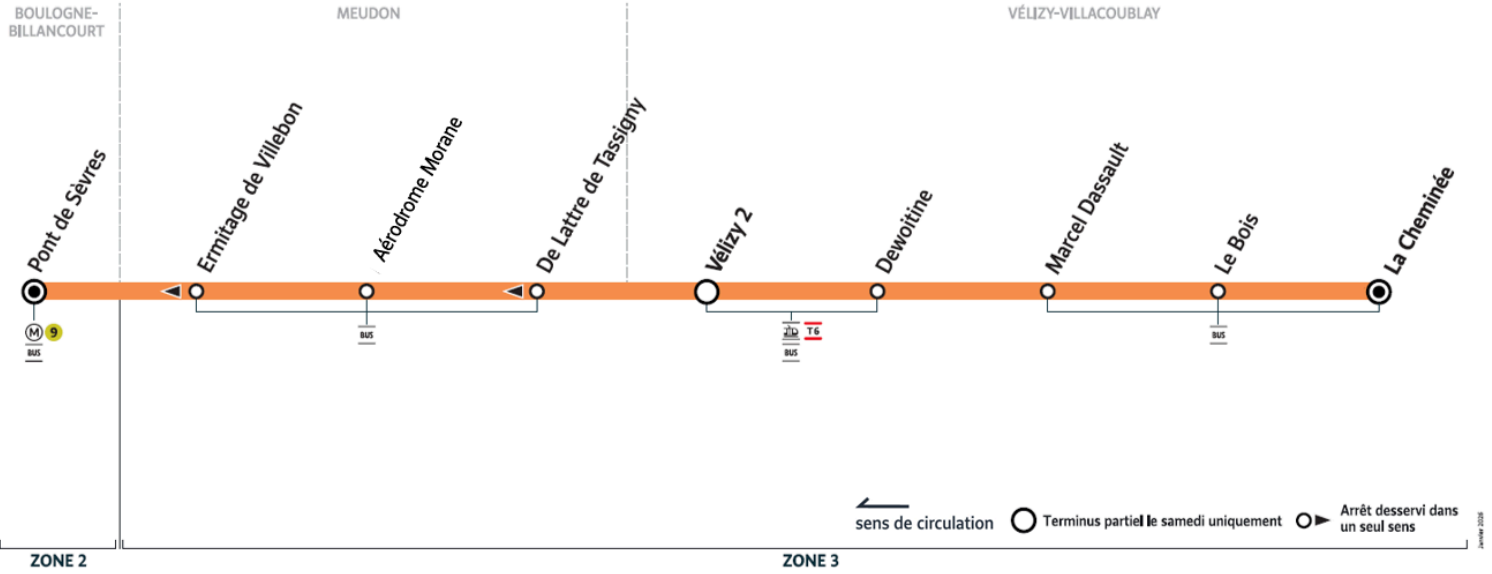 BOULOGNE-
BILLANCOURT
MEUDON
VÉLIZY-VILLACOUBLAY
Pont de Sèvres
Ermitage de Villebon
Aérodrome Morane
De Lattre de Tassigny
Vélizy 2
Dewoitine
Marcel Dassault
Le Bois
La Cheminée
M 9
BUS
BUS
T6
BUS
BUS
sens de circulation
Terminus partiel le samedi uniquement
Arrêt desservi dans
un seul sens
Janvier 2026
ZONE 2
ZONE 3